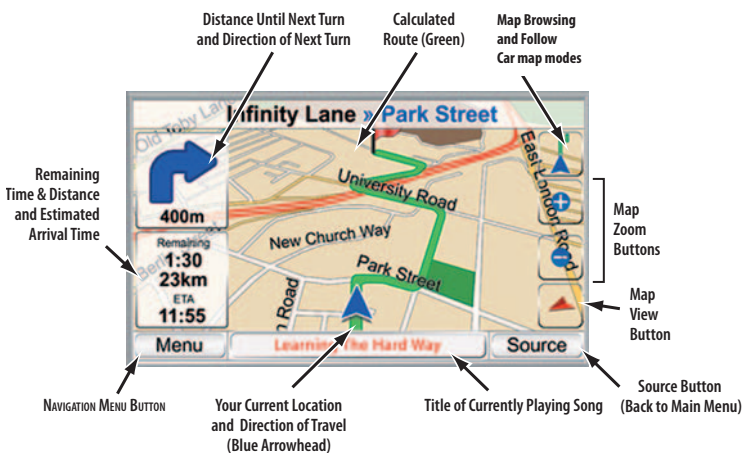 Distance Until Next Turn
and Direction of Next Turn
Calculated
Route (Green)
Map Browsing
and Follow
Car map modes
Infinity Lane » Park Street
Old Toby Lane
400m
Remaining
Time & Distance
and Estimated
Arrival Time
Remaining
1:30
23km
ETA
11:55
University Road
New Church Way
Park Street
Road
East London Road
Map
Zoom
Buttons
Map
View
Button
Menu
Learning The Hard Way
Source
NAVIGATION MENU BUTTON
Your Current Location
and Direction of Travel
(Blue Arrowhead)
Title of Currently Playing Song
Source Button
(Back to Main Menu)